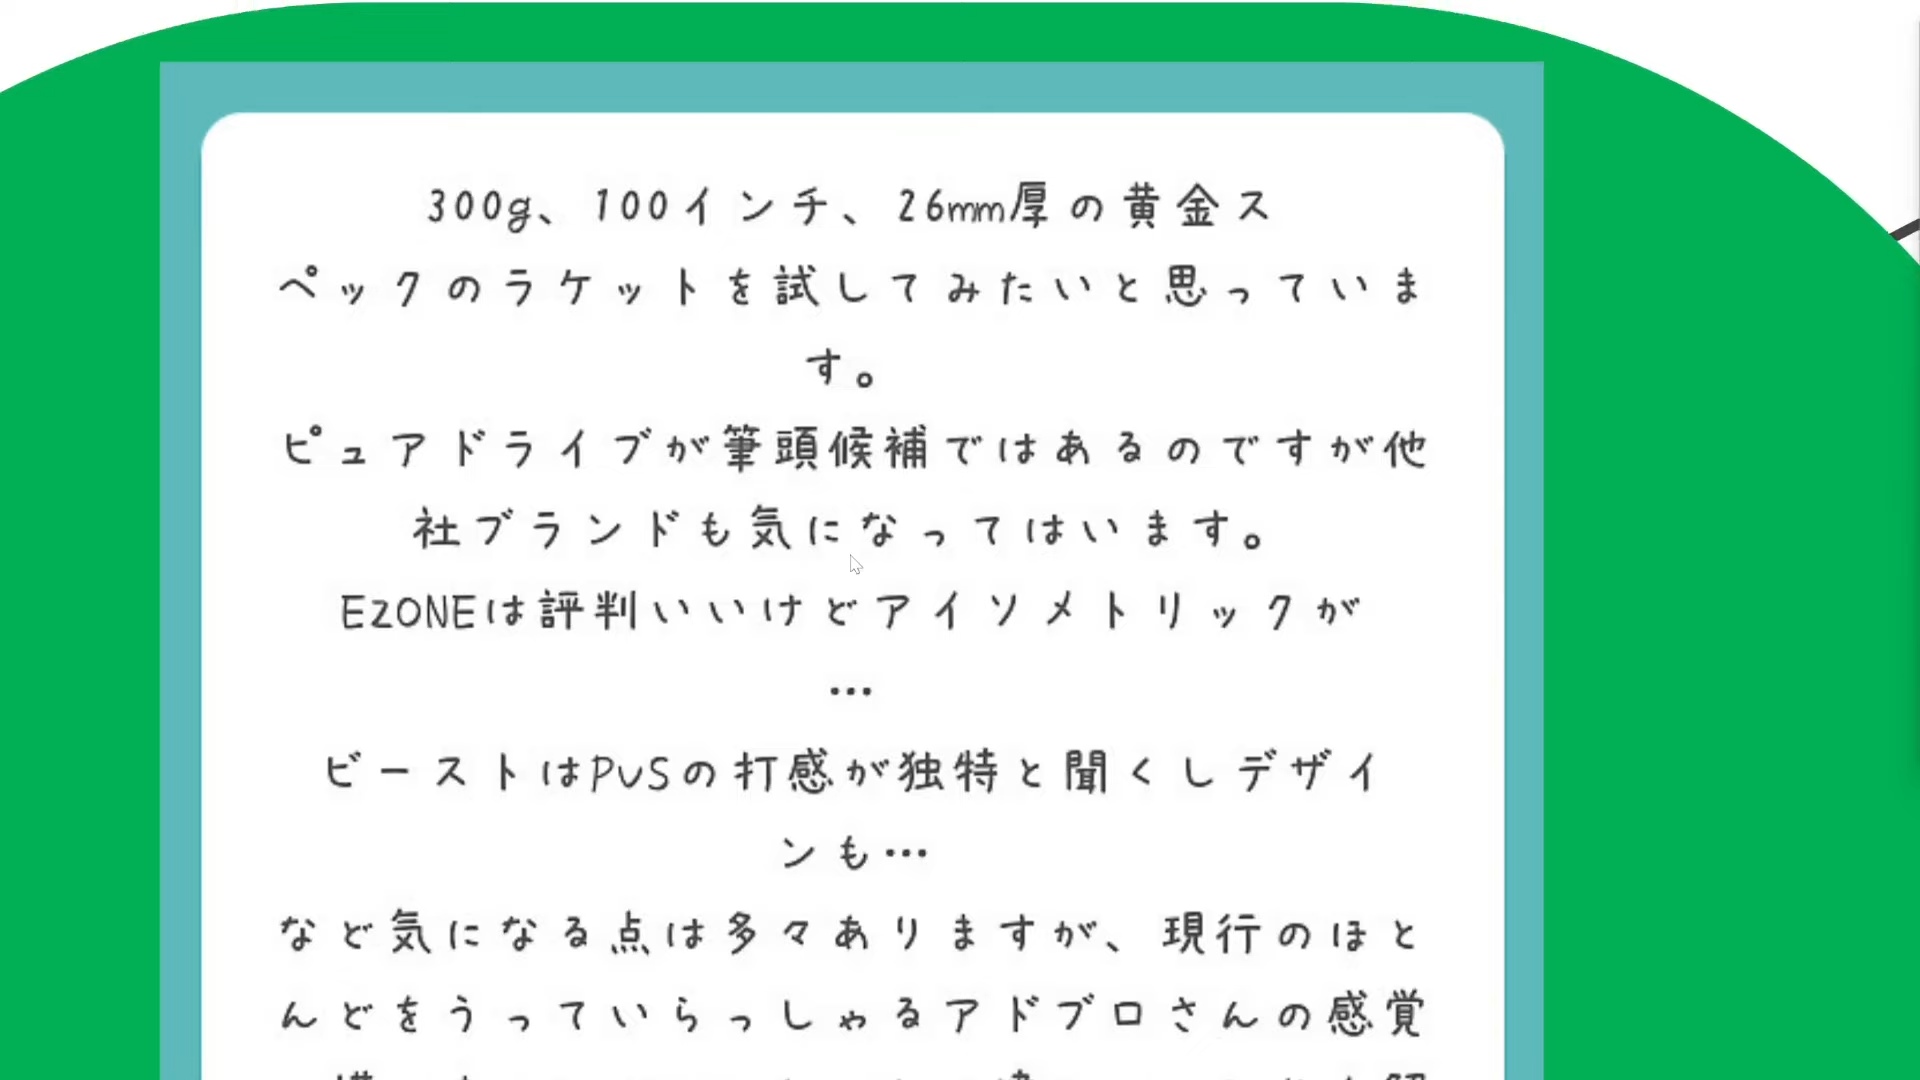 300g、100インチ、26mm厚の黄金ス
ペックのラケットを試してみたいと思っていま
す。
ピュアドライブが筆頭候補ではあるのですが他
社ブランドも気になってはいます。
EZONEは評判いいけどアイソメトリックが
…
ビーストはPVSの打感が独特と聞くしデザイ
ンも…
など気になる点は多々ありますが、現行のほと
んどをうっていらっしゃるアドブロさんの感覚